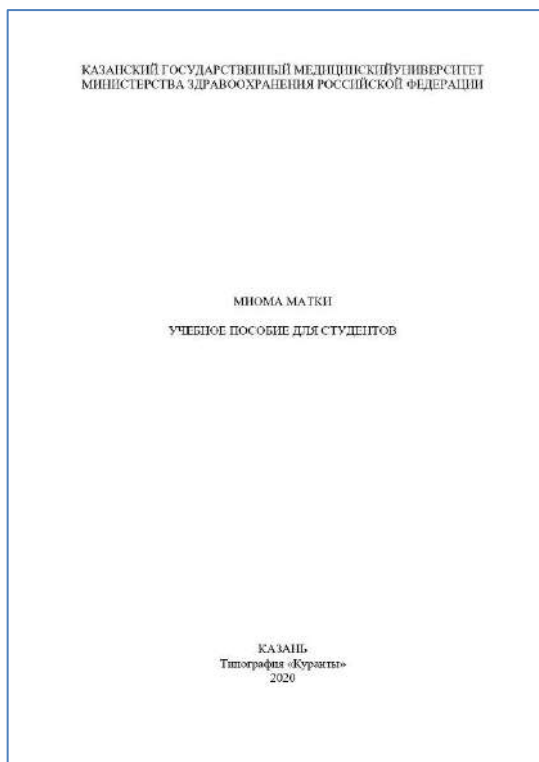 КАЗАНСКИЙ ГОСУДАРСТВЕННЫЙ МЕДИЦИНСКИЙУНИВЕРСИТЕТ
МИНИСТЕРСТВА ЗДРАВООХРАНЕНИЯ РОССИЙСКОЙ ФЕДЕРАЦИИ
МИОМА МАТКИ
УЧЕБНОЕ ПОСОБИЕ ДЛЯ СТУДЕНТОВ
КАЗАНЬ
Типография «Куранты»
2020